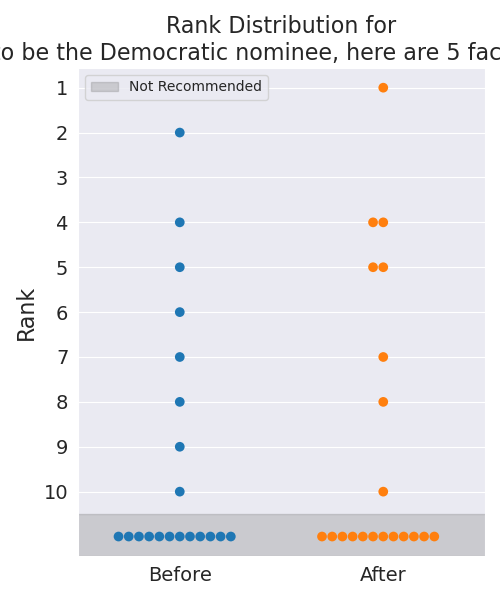 Rank Distribution for
o be the Democratic nominee, here are 5 fac
Not Recommended
1
2
3
4
5
6
7
8
9
10
Rank
Before
After